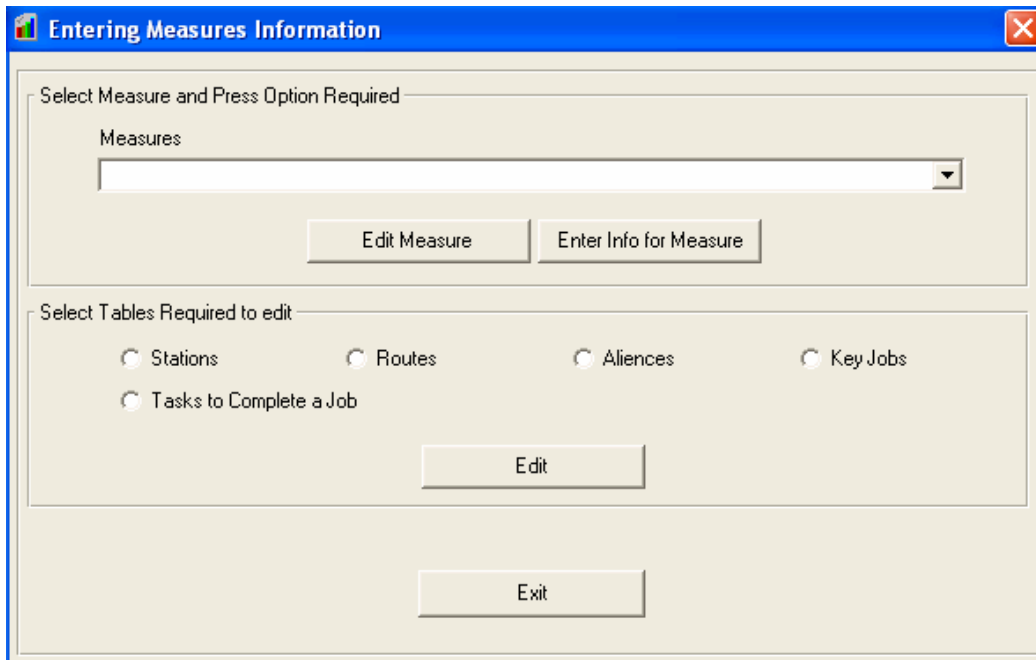 Entering Measures Information
Select Measure and Press Option Required
Measures
Edit Measure Enter Info for Measure
Select Tables Required to edit
Stations Routes Aliences Key Jobs
Tasks to Complete a Job
Edit
Exit